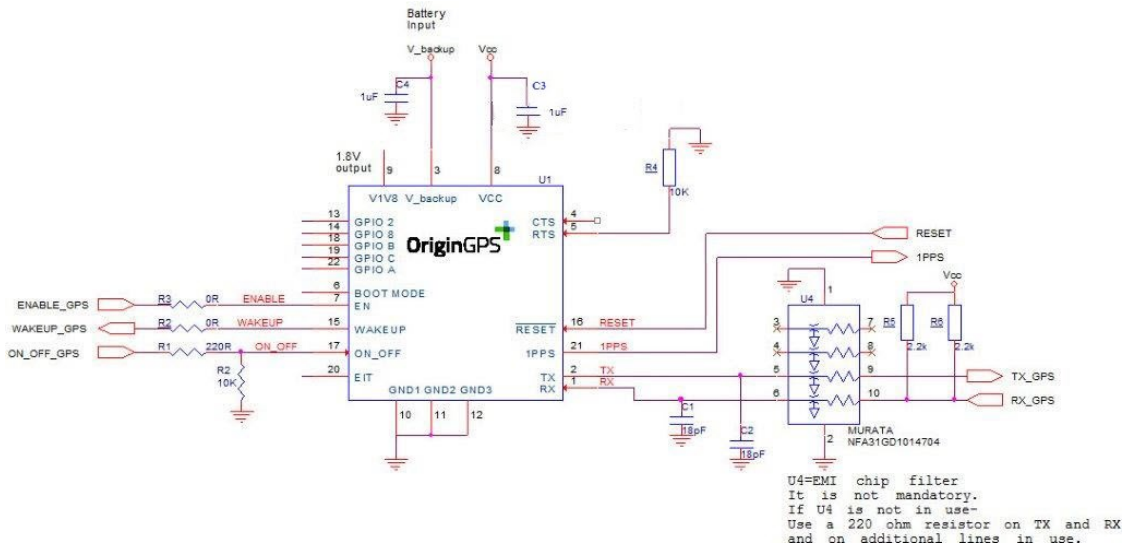 Battery
Input
V_backup
Vcc
C4
1uF
C3
1uF
1.8V
output
9
3
8
U1
R4
10K
V1V8
V_backup
VCC
13
GPIO 2
14
GPIO 8
18
GPIO B
19
GPIO C
22
GPIO A
OriginGPS
CTS
4
RTS
5
RESET
1PPS
6
BOOT MODE
ENABLE_GPS
R3
0R
ENABLE
7
EN
WAKEUP_GPS
R2
0R
WAKEUP
15
WAKEUP
ON_OFF_GPS
R1
220R
ON_OFF
17
ON_OFF
R2
10K
20
EIT
GND1
GND2
GND3
10
11
12
RESET
16
RESET
1PPS
21
1PPS
TX
2
TX
RX
1
RX
C1
18pF
C2
18pF
1
U4
3
7
4
8
5
9
6
10
2
Vcc
R5
2.2k
R6
2.2k
TX_GPS
RX_GPS
MURATA
NFA31GD1014704
U4=EMI chip filter
It is not mandatory.
If U4 is not in use-
Use a 220 ohm resistor on TX and RX
and on additional lines in use.